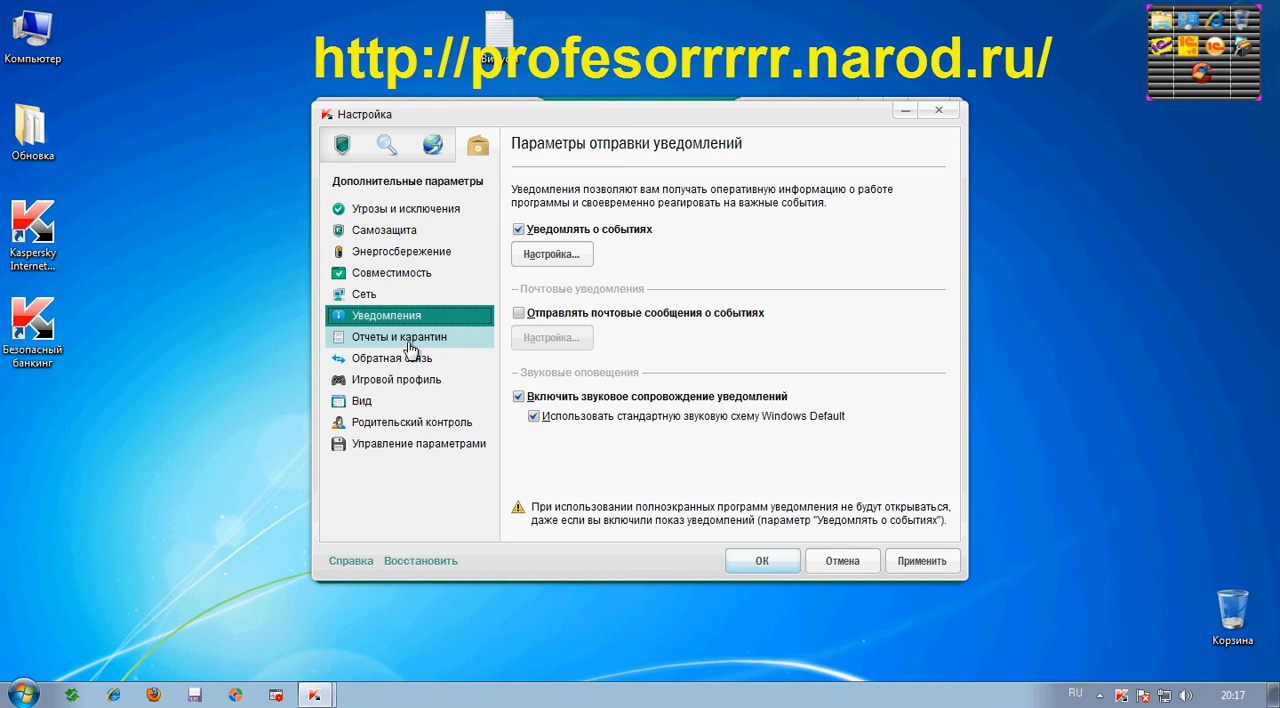 Компьютер
http://profesorrrrr.narod.ru/
Обновка
Kaspersky
Internet...
Безопасный
банкинг
Настройка
Дополнительные параметры
Угрозы и исключения
Самозащита
Энергосбережение
Совместимость
Сеть
Уведомления
Отчеты и карантин
Обратная связь
Игровой профиль
Вид
Родительский контроль
Управление параметрами
Параметры отправки уведомлений
Уведомления позволяют вам получать оперативную информацию о работе
программы и своевременно реагировать на важные события.
Уведомлять о событиях
Настройка...
Почтовые уведомления
Отправлять почтовые сообщения о событиях
Настройка...
Звуковые оповещения
Включить звуковое сопровождение уведомлений
Использовать стандартную звуковую схему Windows Default
При использовании полноэкранных программ уведомления не будут открываться,
даже если вы включили показ уведомлений (параметр "Уведомлять о событиях").
Справка Восстановить
ОК Отмена Применить
Корзина
RU 20:17